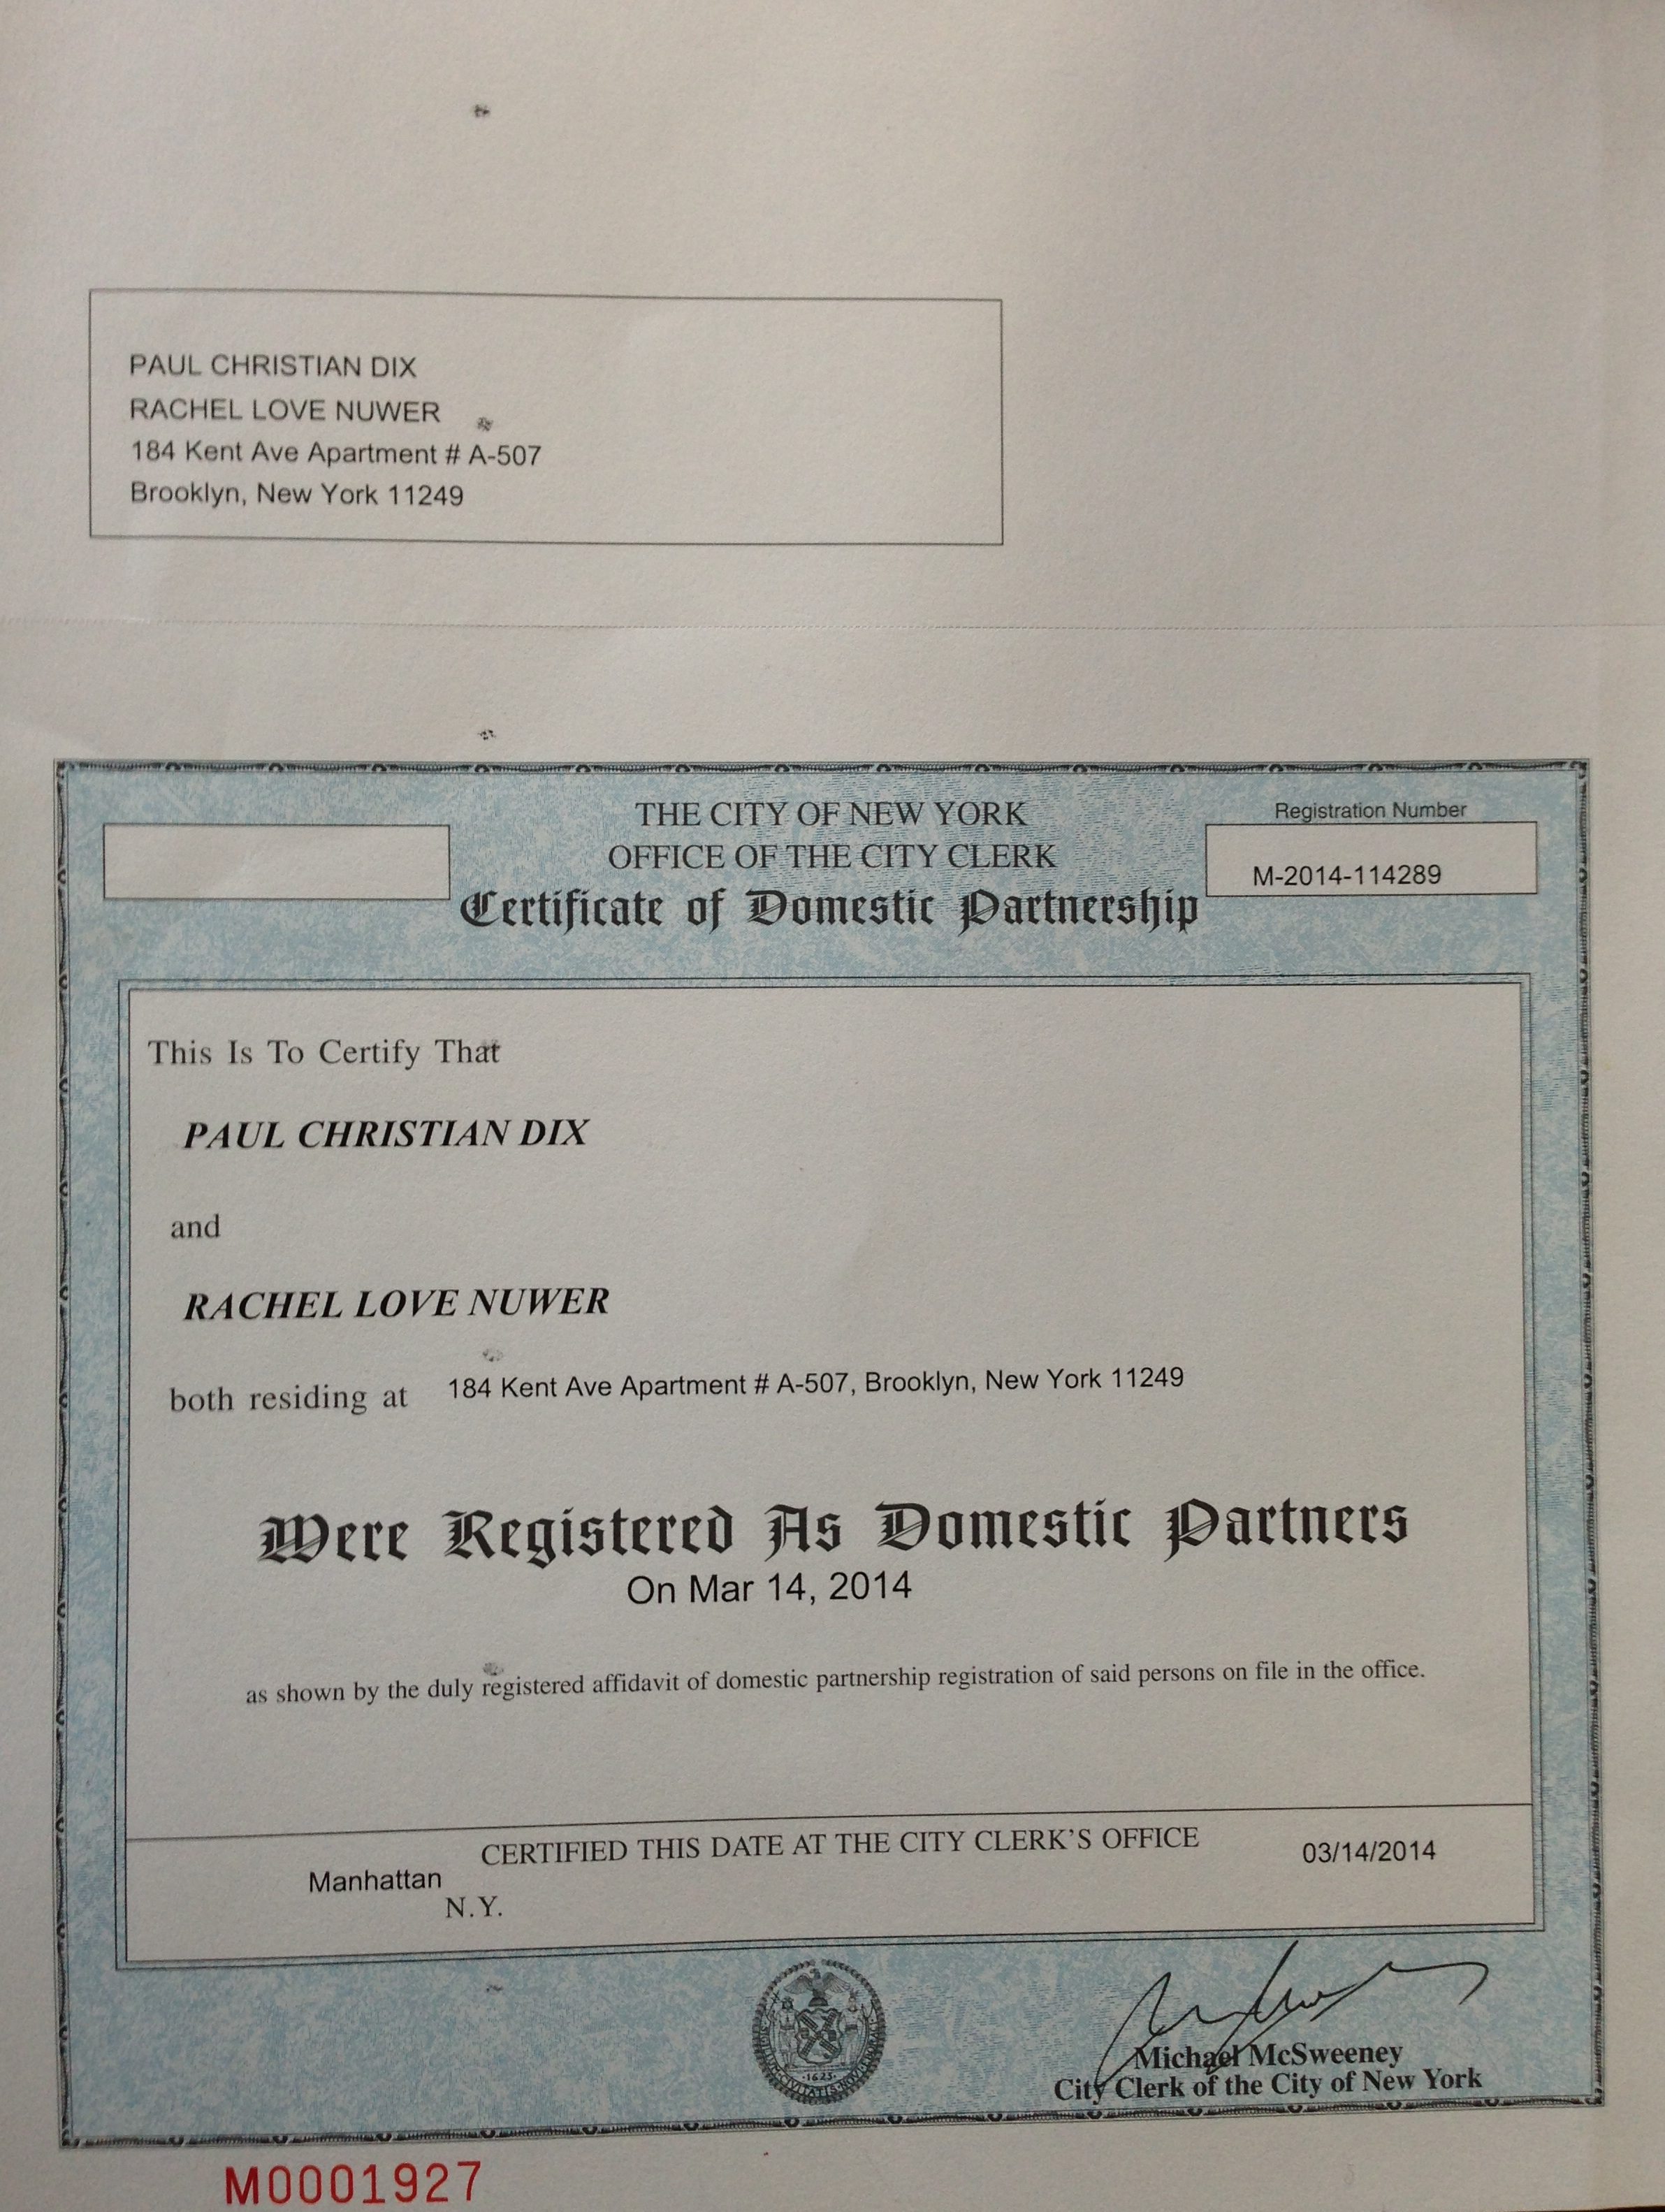 PAUL CHRISTIAN DIX
RACHEL LOVE NUWER
184 Kent Ave Apartment # A-507
Brooklyn, New York 11249
THE CITY OF NEW YORK
OFFICE OF THE CITY CLERK
Certificate of Domestic Partnership
Registration Number
M-2014-114289
This Is To Certify That
PAUL CHRISTIAN DIX
and
RACHEL LOVE NUWER
both residing at 184 Kent Ave Apartment # A-507, Brooklyn, New York 11249
Were Registered As Domestic Partners
On Mar 14, 2014
as shown by the duly registered affidavit of domestic partnership registration of said persons on file in the office.
CERTIFIED THIS DATE AT THE CITY CLERK'S OFFICE 03/14/2014
Manhattan
N.Y.
1625
Michael McSweeney
City Clerk of the City of New York
M0001927